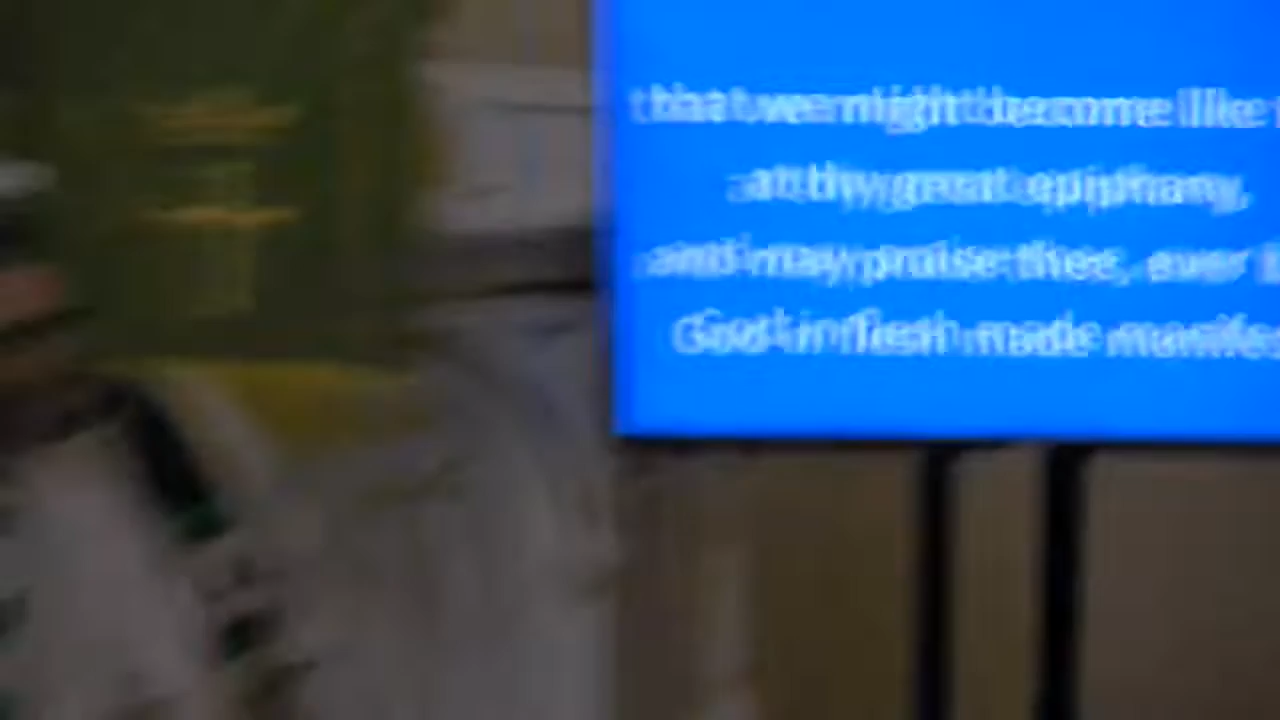 that we might become like
at thy great epiphany,
and may praise thee, ever
God in flesh made